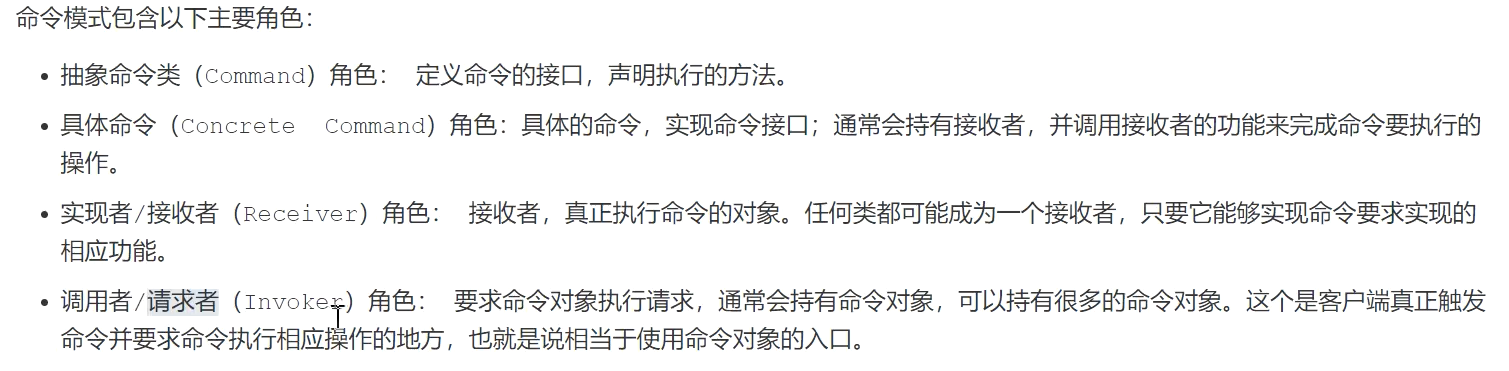 命令模式包含以下主要角色：
• 抽象命令类（Command）角色： 定义命令的接口，声明执行的方法。
• 具体命令（Concrete  Command）角色：具体的命令，实现命令接口；通常会持有接收者，并调用接收者的功能来完成命令要执行的
操作。
• 实现者/接收者（Receiver）角色： 接收者，真正执行命令的对象。任何类都可能成为一个接收者，只要它能够实现命令要求实现的
相应功能。
• 调用者/请求者（Invoker）角色： 要求命令对象执行请求，通常会持有命令对象，可以持有很多的命令对象。这个是客户端真正触发
命令并要求命令执行相应操作的地方，也就是说相当于使用命令对象的入口。